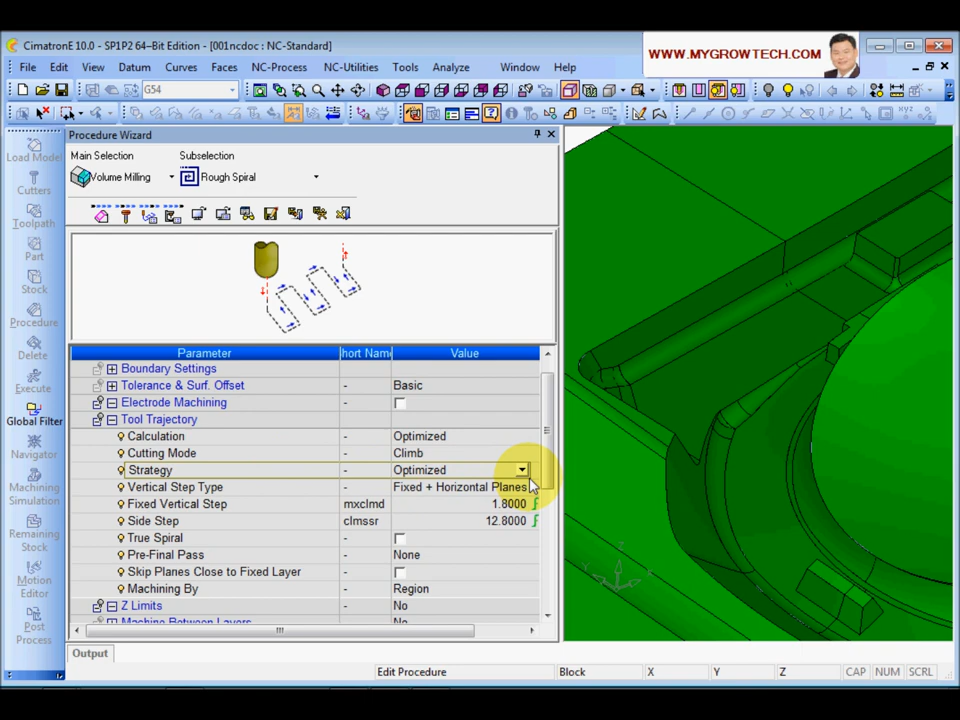 CimatronE 10.0 - SP1P2 64–Bit Edition - [001ncdoc : NC-Standard]
WWW.MYGROWTECH.COM
File Edit View Datum Curves Faces NC-Process NC-Utilities Tools Analyze Window Help
G54
Procedure Wizard
Load Model
Cutters
Toolpath
Part
Stock
Procedure
Delete
Execute
Global Filter
Navigator
Machining
Simulation
Remaining
Stock
Motion
Editor
Post
Process
Main Selection Subselection
Volume Milling Rough Spiral
Parameter hort Name Value
Boundary Settings
Tolerance & Surf. Offset - Basic
Electrode Machining -
Tool Trajectory
Calculation - Optimized
Cutting Mode - Climb
Strategy - Optimized
Vertical Step Type - Fixed + Horizontal Planes
Fixed Vertical Step mxclmd 1.8000 f
Side Step clmssr 12.8000 f
True Spiral -
Pre-Final Pass - None
Skip Planes Close to Fixed Layer -
Machining By - Region
Z Limits - No
Machine Between Layers - No
Output
Edit Procedure Block X Y Z CAP NUM SCRL